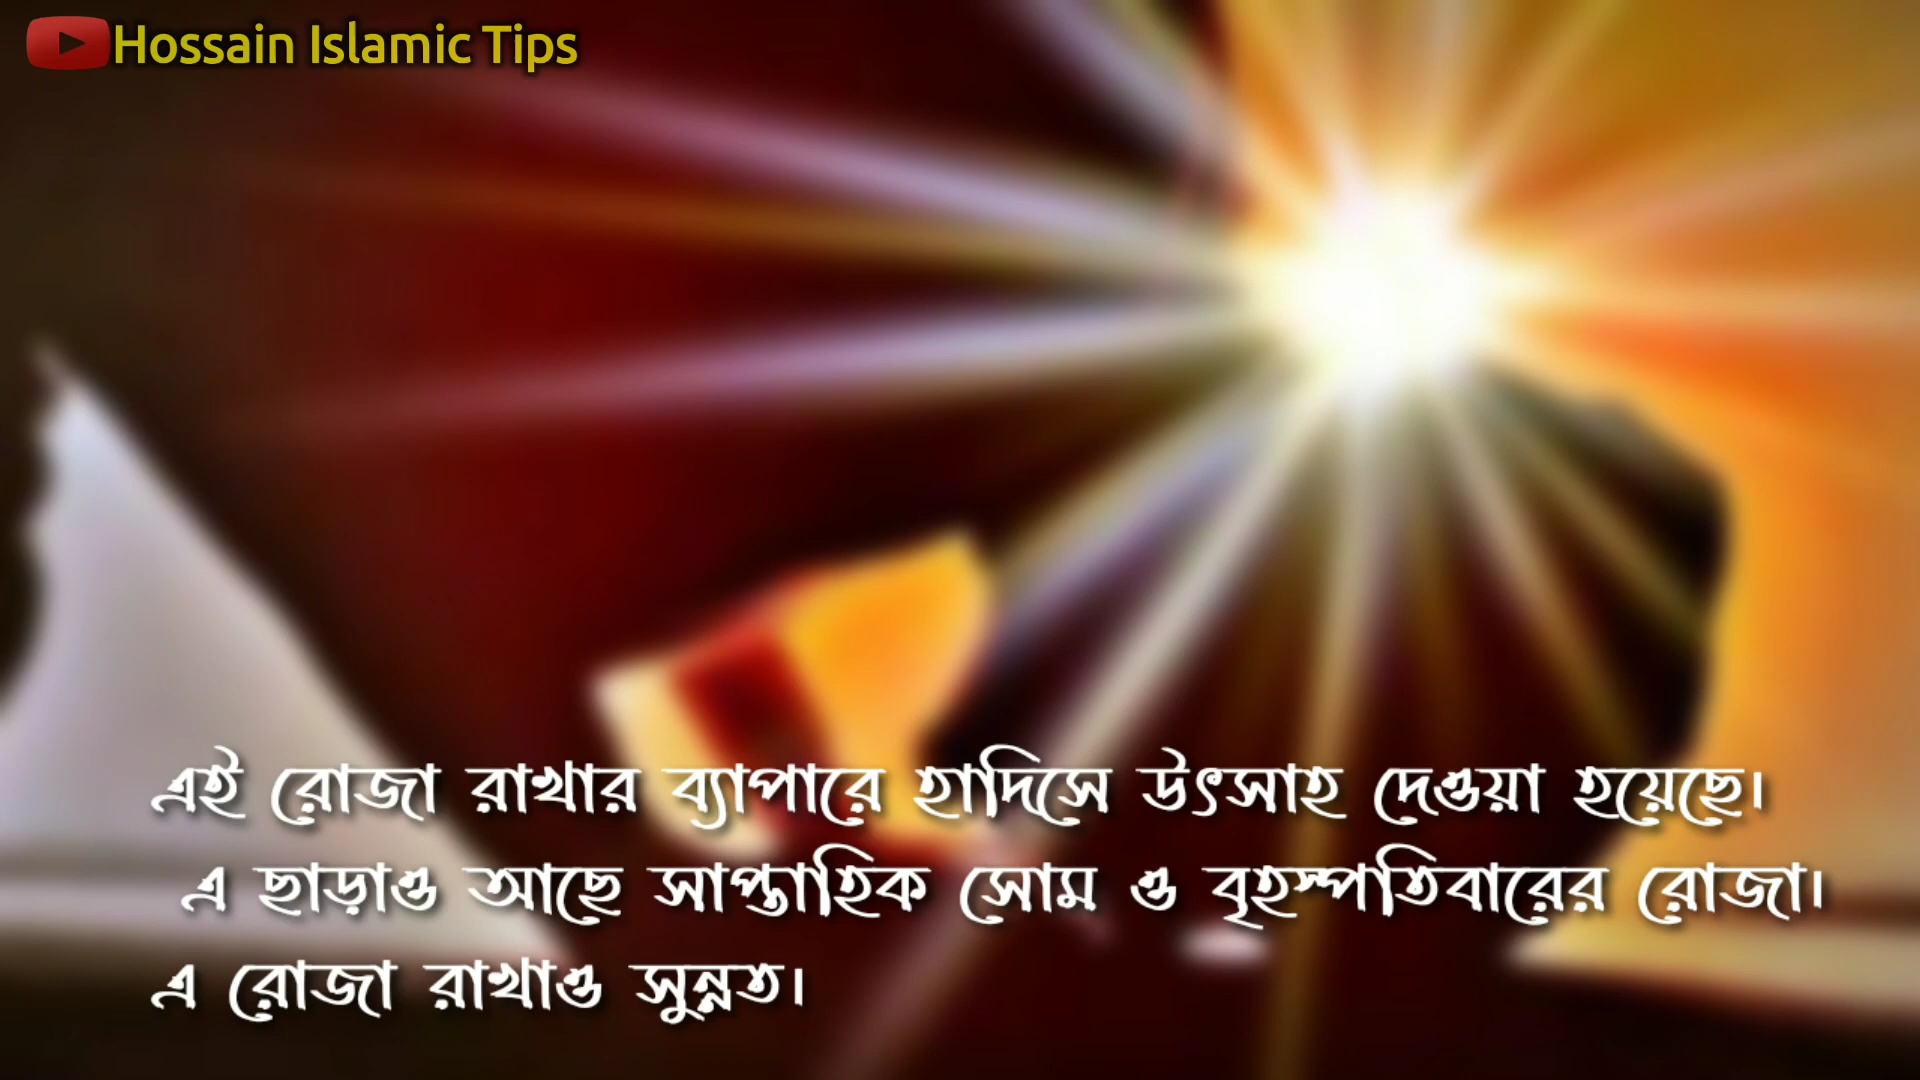 Hossain Islamic Tips
এই রোজা রাখার ব্যাপারে হাদিসে উৎসাহ দেওয়া হয়েছে।
এ ছাড়াও আছে সাপ্তাহিক সোম ও বৃহস্পতিবারের রোজা।
এ রোজা রাখাও সুন্নত।